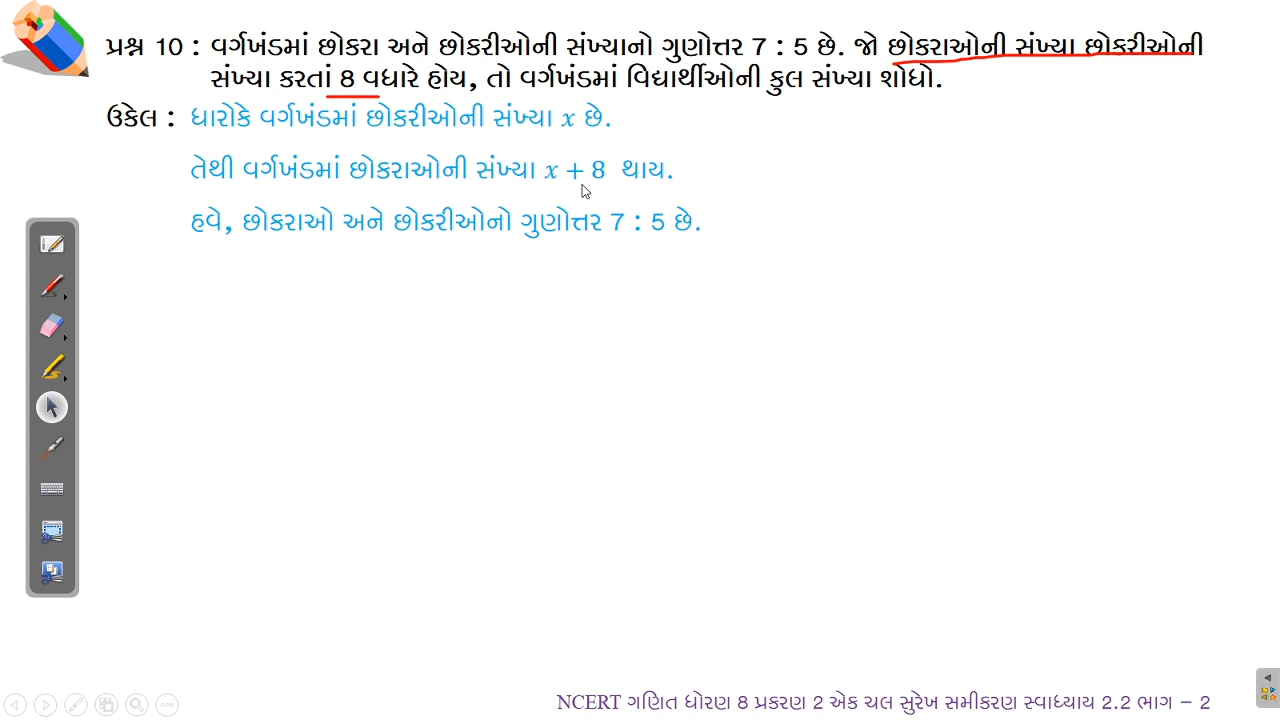 પ્રશ્ન 10 : વર્ગખંડમાં છોકરા અને છોકરીઓની સંખ્યાનો ગુણોત્તર 7 : 5 છે. જો છોકરાઓની સંખ્યા છોકરીઓની
સંખ્યા કરતાં 8 વધારે હોય, તો વર્ગખંડમાં વિદ્યાર્થીઓની કુલ સંખ્યા શોધો.
ઉકેલ : ધારોકે વર્ગખંડમાં છોકરીઓની સંખ્યા x છે.
તેથી વર્ગખંડમાં છોકરાઓની સંખ્યા x + 8 થાય.
હવે, છોકરાઓ અને છોકરીઓનો ગુણોત્તર 7 : 5 છે.
NCERT ગણિત ધોરણ 8 પ્રકરણ 2 એક ચલ સુરેખ સમીકરણ સ્વાધ્યાય 2.2 ભાગ – 2